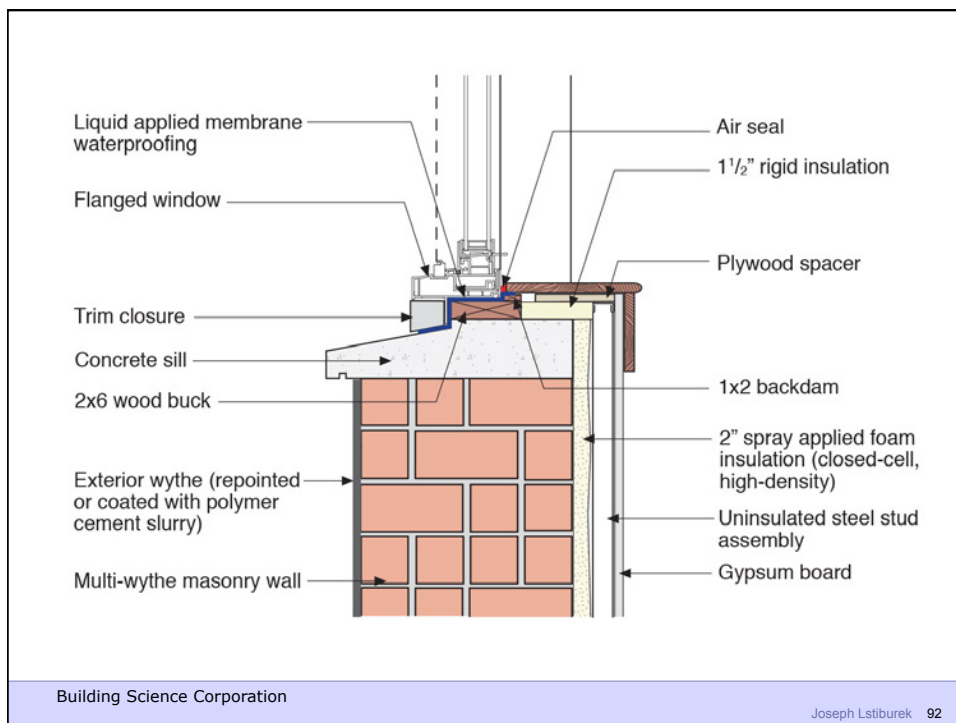 Liquid applied membrane
waterproofing
Flanged window
Trim closure
Concrete sill
2x6 wood buck
Exterior wythe (repointed
or coated with polymer
cement slurry)
Multi-wythe masonry wall
Air seal
1 1/2” rigid insulation
Plywood spacer
1x2 backdam
2” spray applied foam
insulation (closed-cell,
high-density)
Uninsulated steel stud
assembly
Gypsum board
Building Science Corporation
Joseph Lstiburek 92